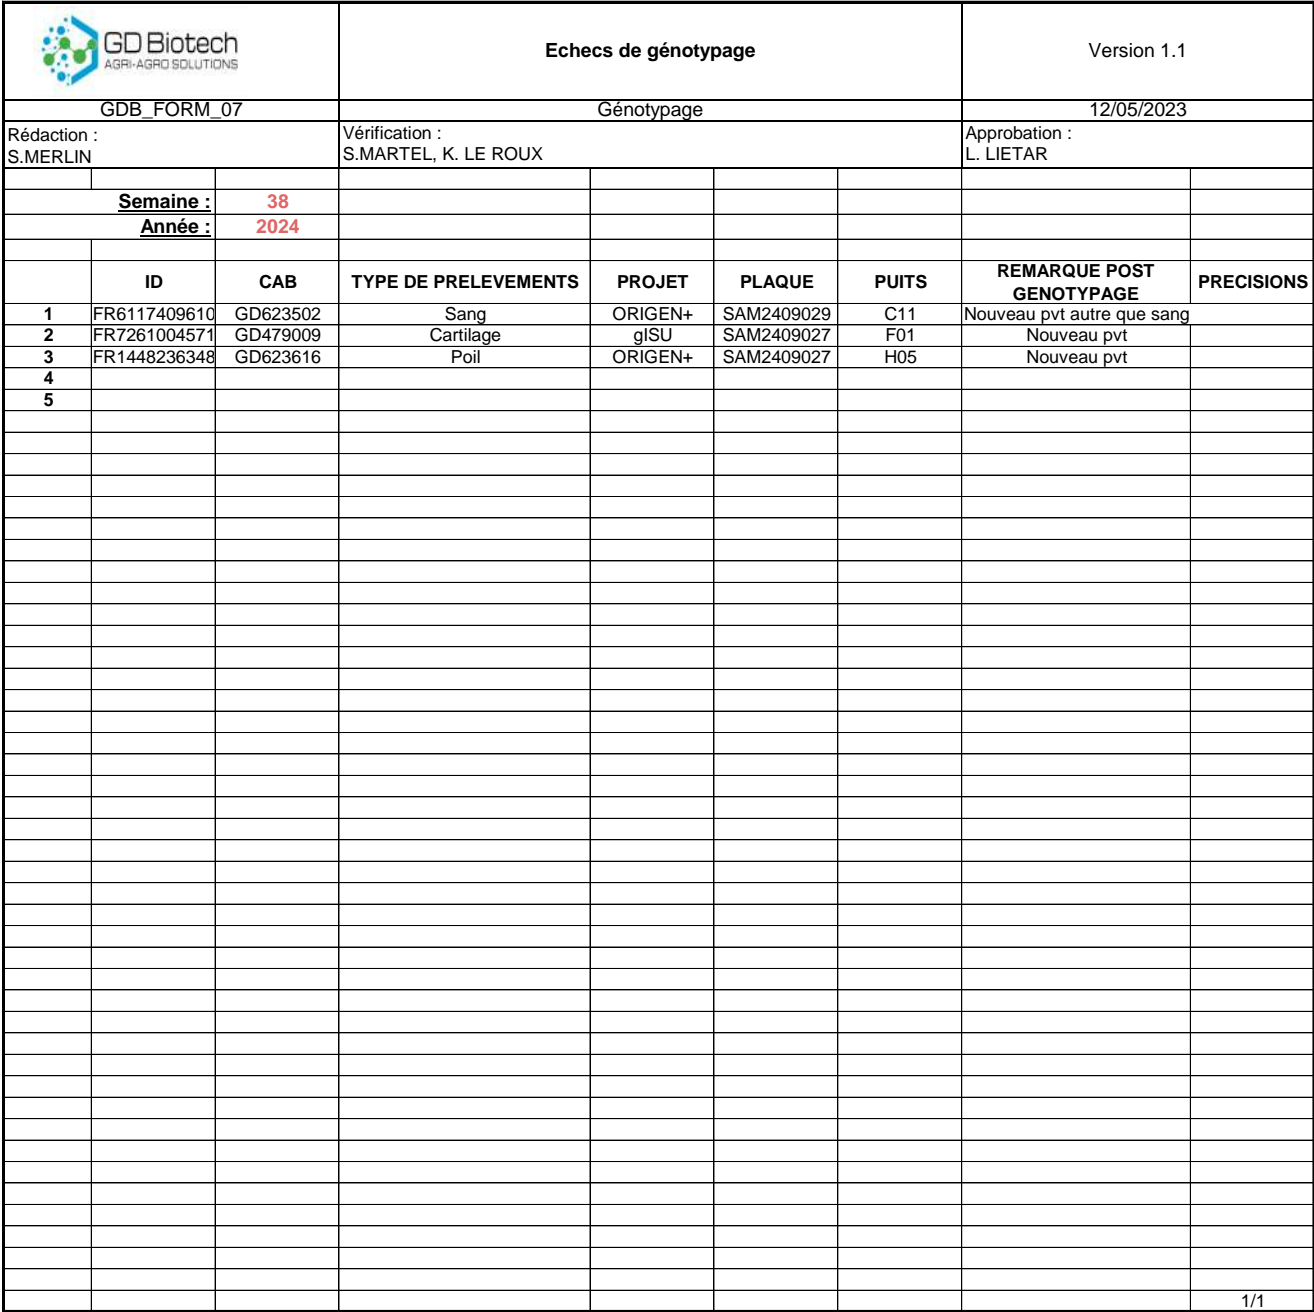 GD Biotech
AGRI-AGRO SOLUTIONS
Echecs de génotypage
Version 1.1
GDB_FORM_07 Génotypage 12/05/2023
Rédaction : Vérification : Approbation :
S.MERLIN S.MARTEL, K. LE ROUX L. LIETAR
Semaine : 38
Année : 2024
ID CAB TYPE DE PRELEVEMENTS PROJET PLAQUE PUITS REMARQUE POST GENOTYPAGE PRECISIONS
1 FR6117409610 GD623502 Sang ORIGEN+ SAM2409029 C11 Nouveau pvt autre que sang
2 FR7261004571 GD479009 Cartilage gISU SAM2409027 F01 Nouveau pvt
3 FR1448236348 GD623616 Poil ORIGEN+ SAM2409027 H05 Nouveau pvt
4
5
1/1